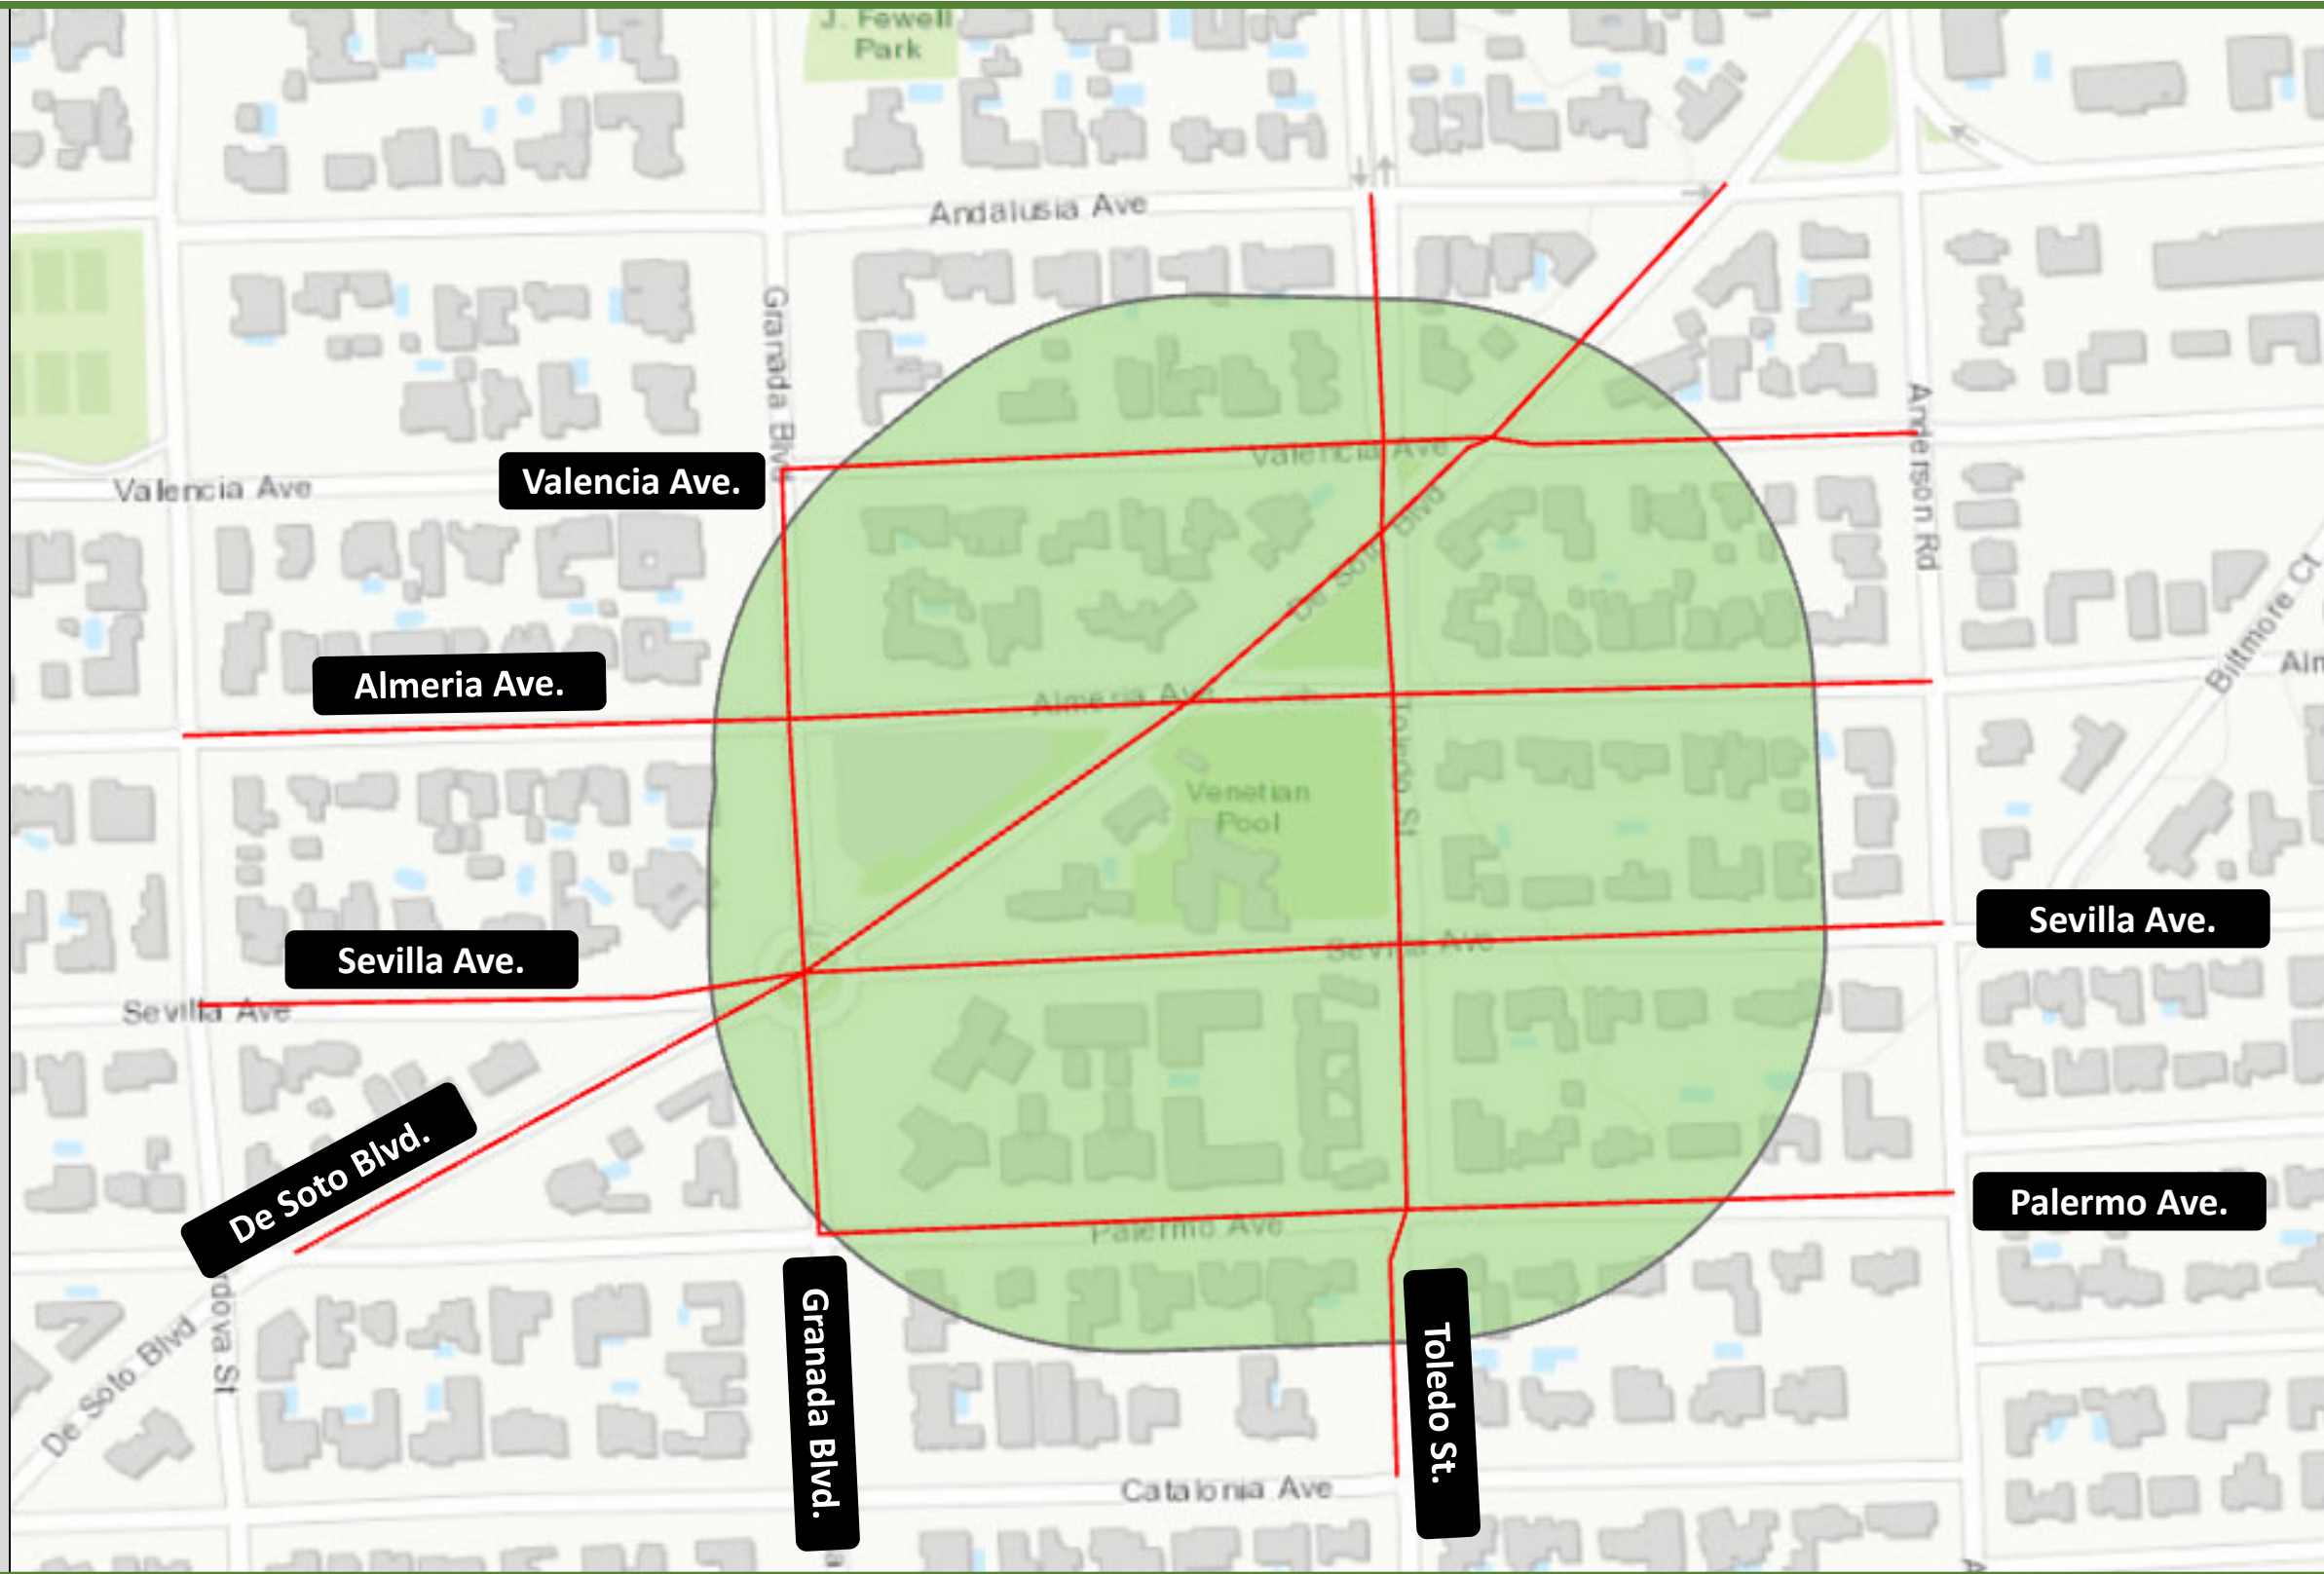 J. Fewell
Park
Andalusia Ave
Granada Blvd
Valencia Ave
Valencia Ave.
Valencia Ave
Anderson Rd
De Soto Blvd
Biltmore Ct
Almeria Ave.
Almeria Ave
Alm
Toledo St
Venetian
Pool
Sevilla Ave.
Sevilla Ave
Sevilla Ave
Sevilla Ave.
De Soto Blvd.
Palermo Ave.
Palermo Ave
rdova St
De Soto Blvd
Granada Blvd.
Toledo St.
Catalonia Ave
a
A